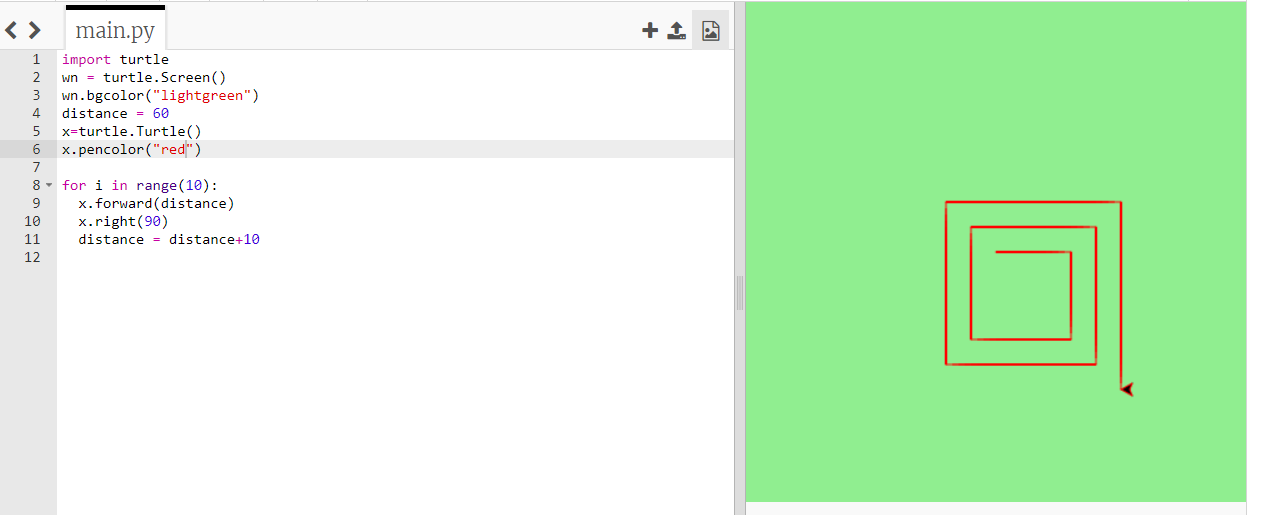 main.py
1 import turtle
2 wn = turtle.Screen()
3 wn.bgcolor("lightgreen")
4 distance = 60
5 x=turtle.Turtle()
6 x.pencolor("red")
7
8 for i in range(10):
9   x.forward(distance)
10   x.right(90)
11   distance = distance+10
12